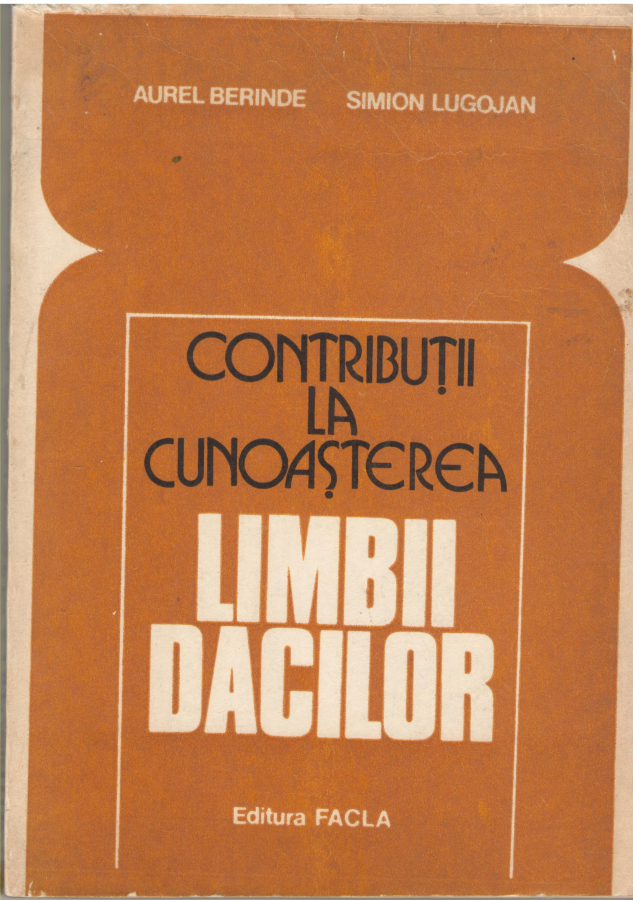 AUREL BERINDE SIMION LUGOJAN
CONTRIBUȚII
LA
CUNOAȘTEREA
LIMBII
DACILOR
Editura FACLA